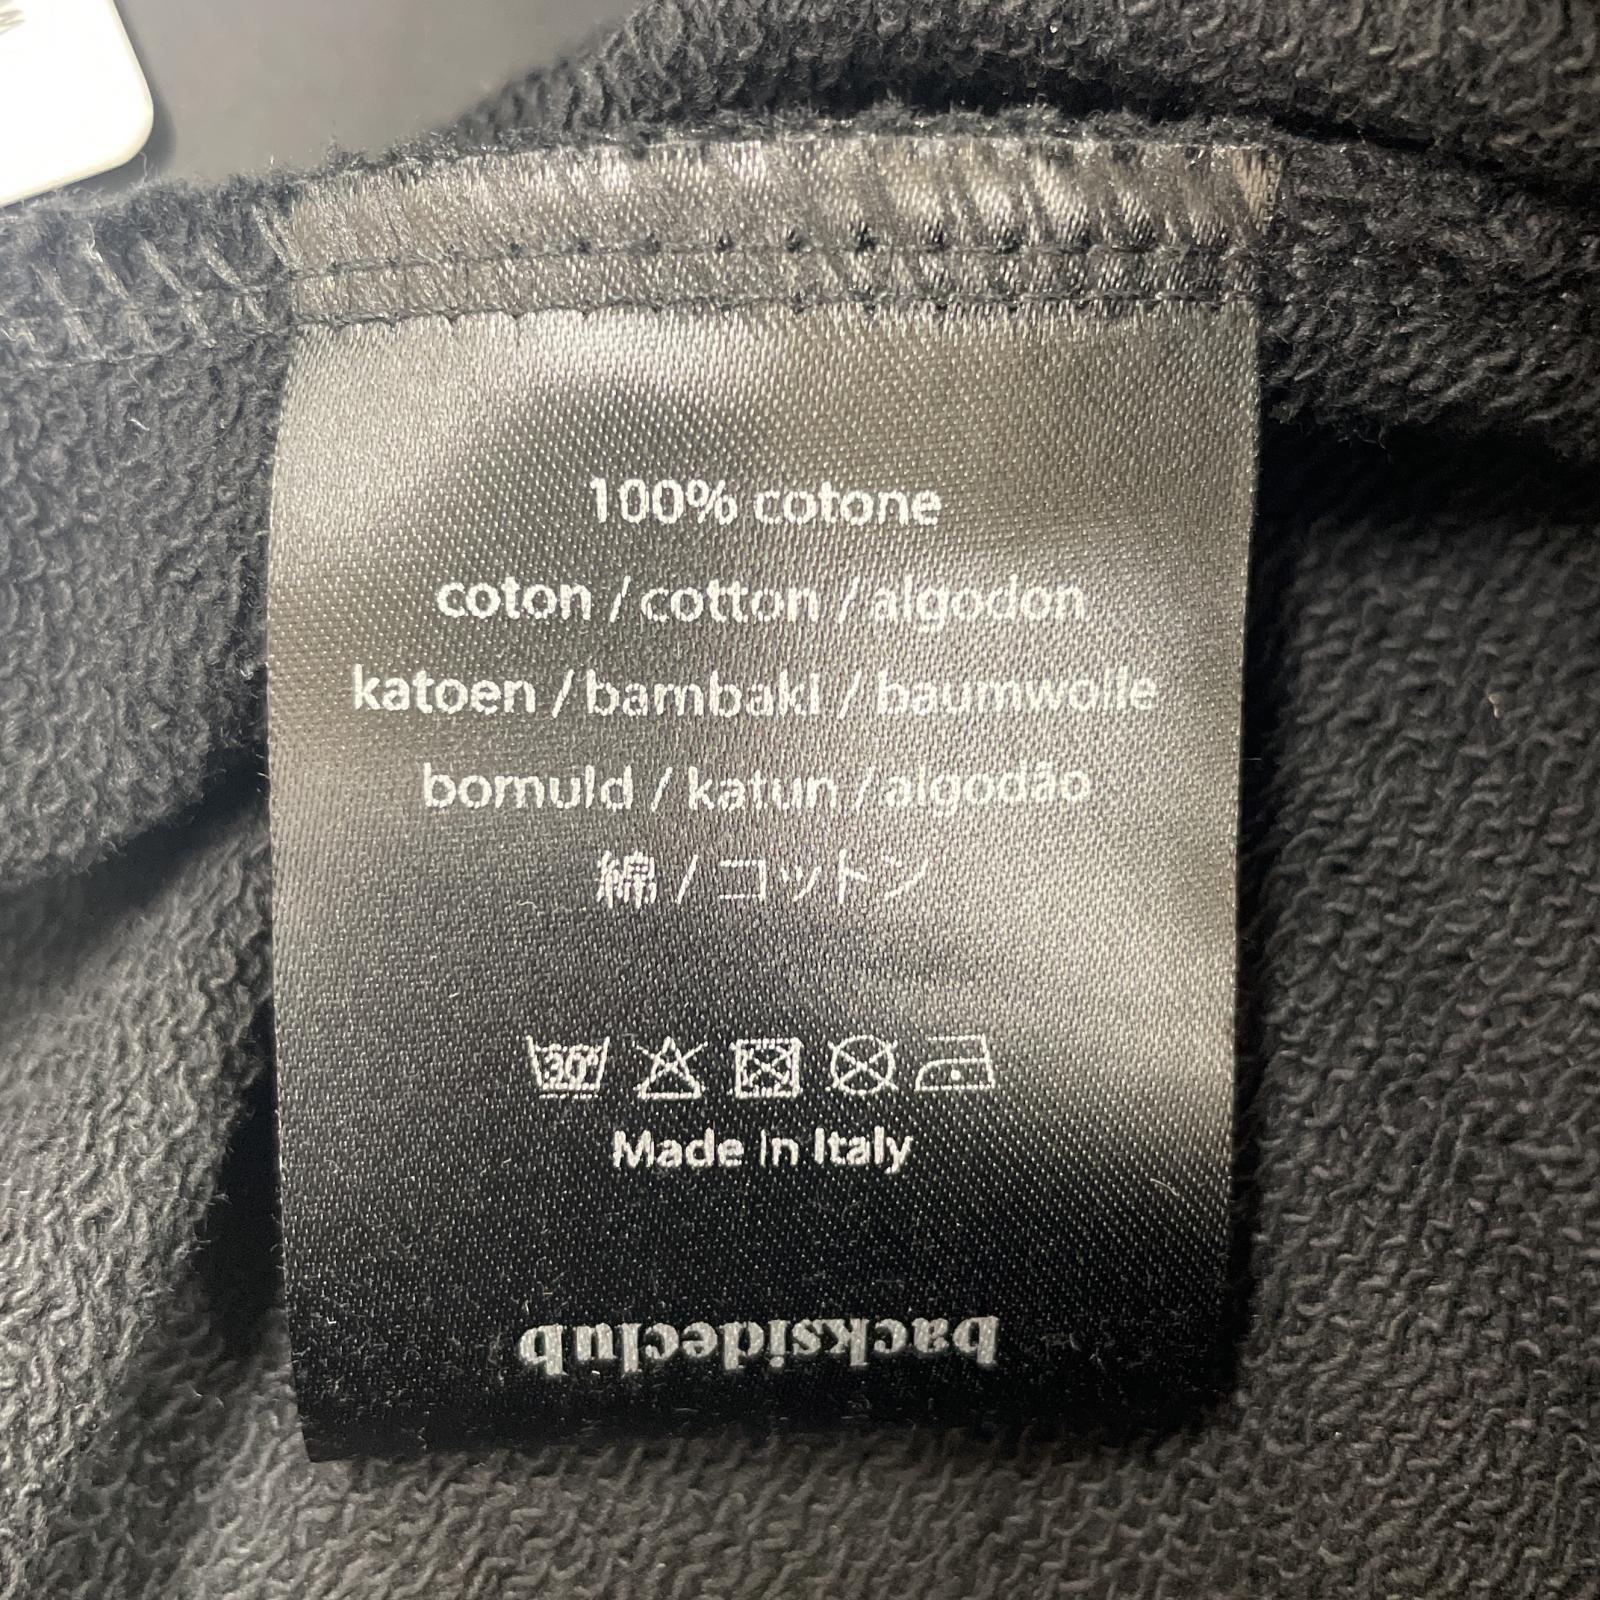 100% cotone
coton / cotton / algodon
katoen / bambaki / baumwolle
bomuld / katun / algodão
綿 / コットン
30°
Made in Italy
backsideclub